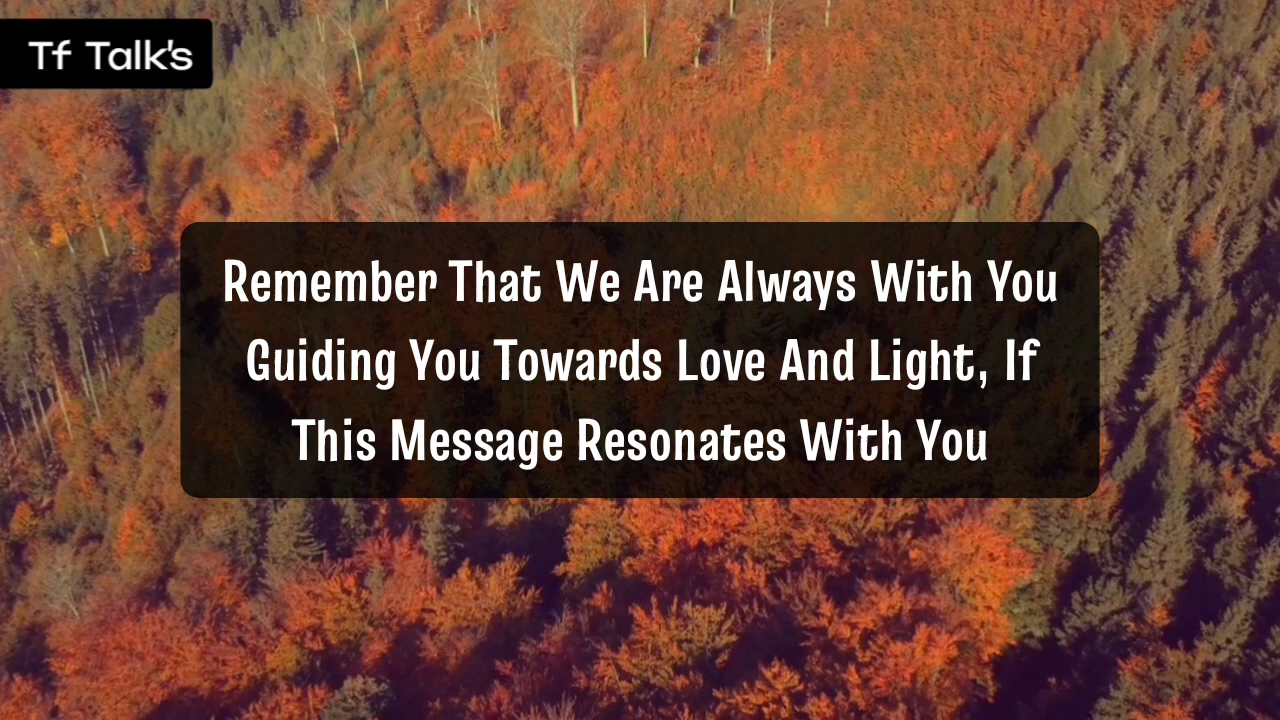 Tf Talk's
Remember That We Are Always With You
Guiding You Towards Love And Light, If
This Message Resonates With You